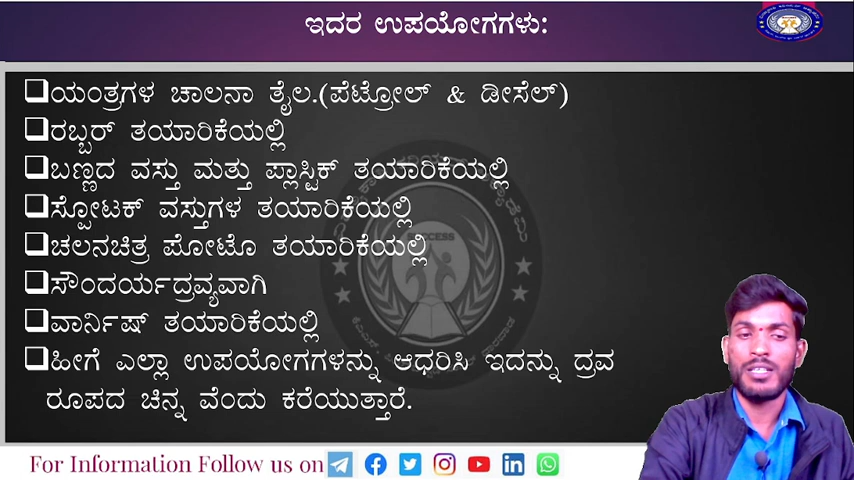 ಇದರ ಉಪಯೋಗಗಳು:
ಯಂತ್ರಗಳ ಚಾಲನಾ ತೈಲ.(ಪೆಟ್ರೋಲ್ & ಡೀಸೆಲ್)
ರಬ್ಬರ್ ತಯಾರಿಕೆಯಲ್ಲಿ
ಬಣ್ಣದ ವಸ್ತು ಮತ್ತು ಪ್ಲಾಸ್ಟಿಕ್ ತಯಾರಿಕೆಯಲ್ಲಿ
ಸ್ಪೋಟಕ್ ವಸ್ತುಗಳ ತಯಾರಿಕೆಯಲ್ಲಿ
ಚಲನಚಿತ್ರ ಪೋಟೊ ತಯಾರಿಕೆಯಲ್ಲಿ
ಸೌಂದರ್ಯದ್ರವ್ಯವಾಗಿ
ವಾರ್ನಿಷ್ ತಯಾರಿಕೆಯಲ್ಲಿ
ಹೀಗೆ ಎಲ್ಲಾ ಉಪಯೋಗಗಳನ್ನು ಆಧರಿಸಿ ಇದನ್ನು ದ್ರವ
ರೂಪದ ಚಿನ್ನ ವೆಂದು ಕರೆಯುತ್ತಾರೆ.
SUCCESS
For Information Follow us on